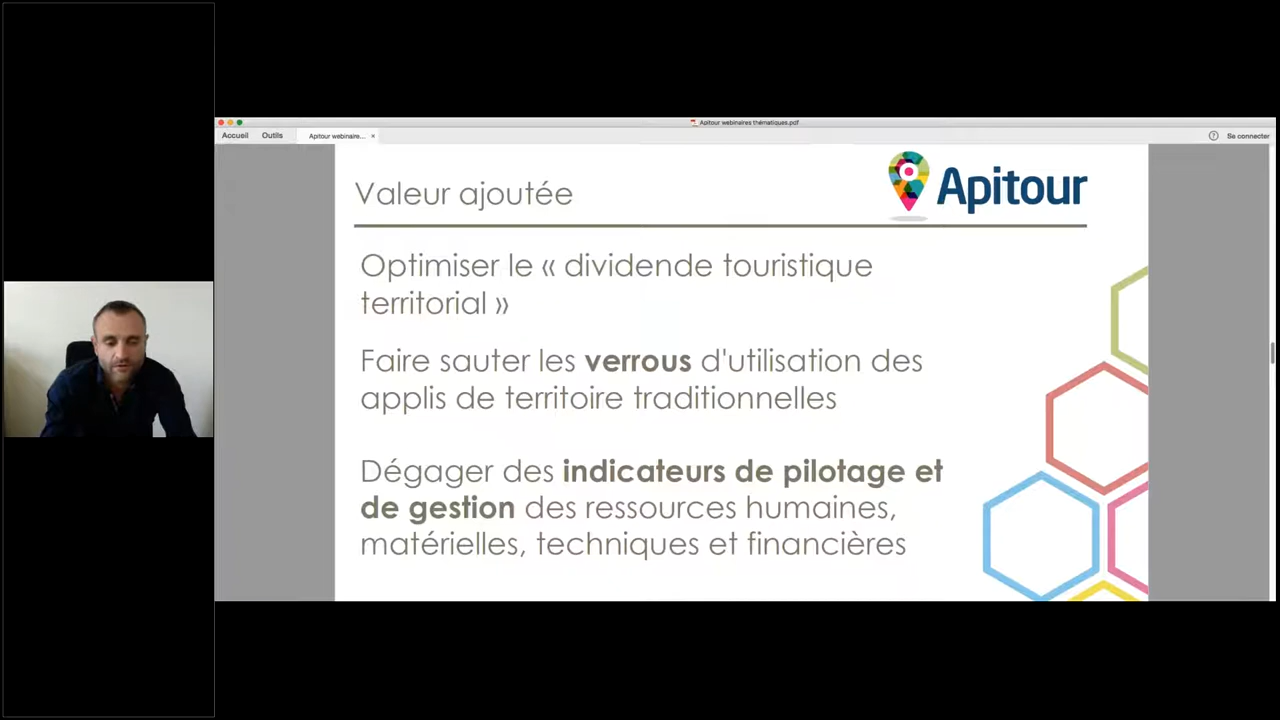 Apitour webinaires thématiques.pdf
Accueil
Outils
Apitour webinaire...
×
?
Se connecter
Valeur ajoutée
Apitour
Optimiser le « dividende touristique
territorial »
Faire sauter les verrous d'utilisation des
applis de territoire traditionnelles
Dégager des indicateurs de pilotage et
de gestion des ressources humaines,
matérielles, techniques et financières